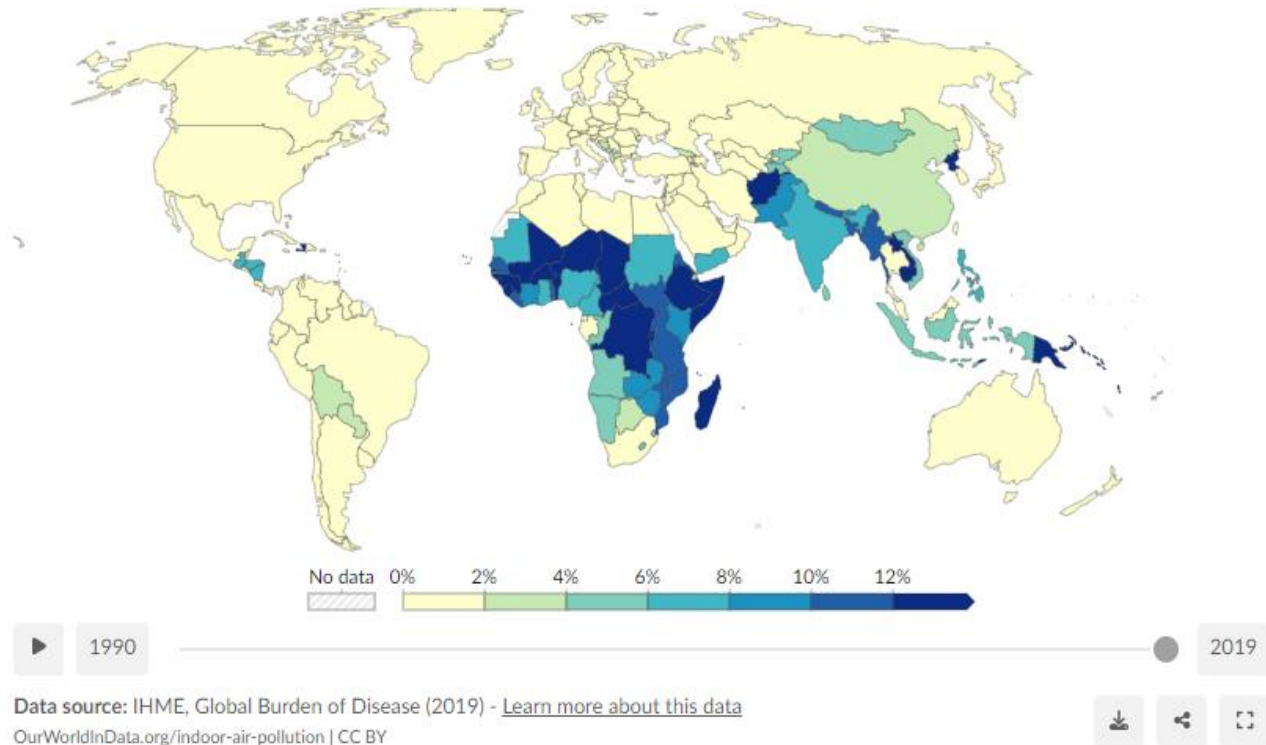 No data 0% 2% 4% 6% 8% 10% 12%
1990 2019
Data source: IHME, Global Burden of Disease (2019) - Learn more about this data
OurWorldInData.org/indoor-air-pollution | CC BY